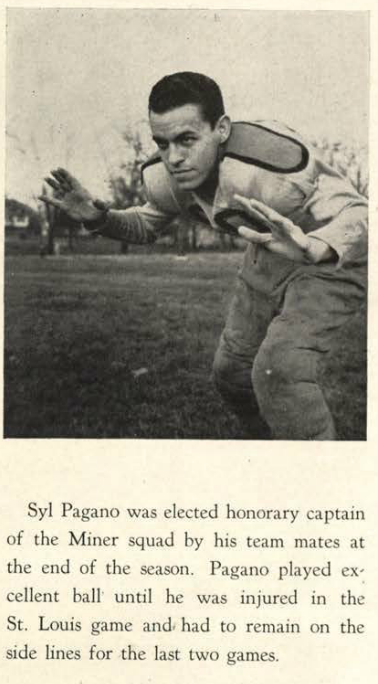 Syl Pagano was elected honorary captain
of the Miner squad by his team mates at
the end of the season. Pagano played ex-
cellent ball until he was injured in the
St. Louis game and had to remain on the
side lines for the last two games.